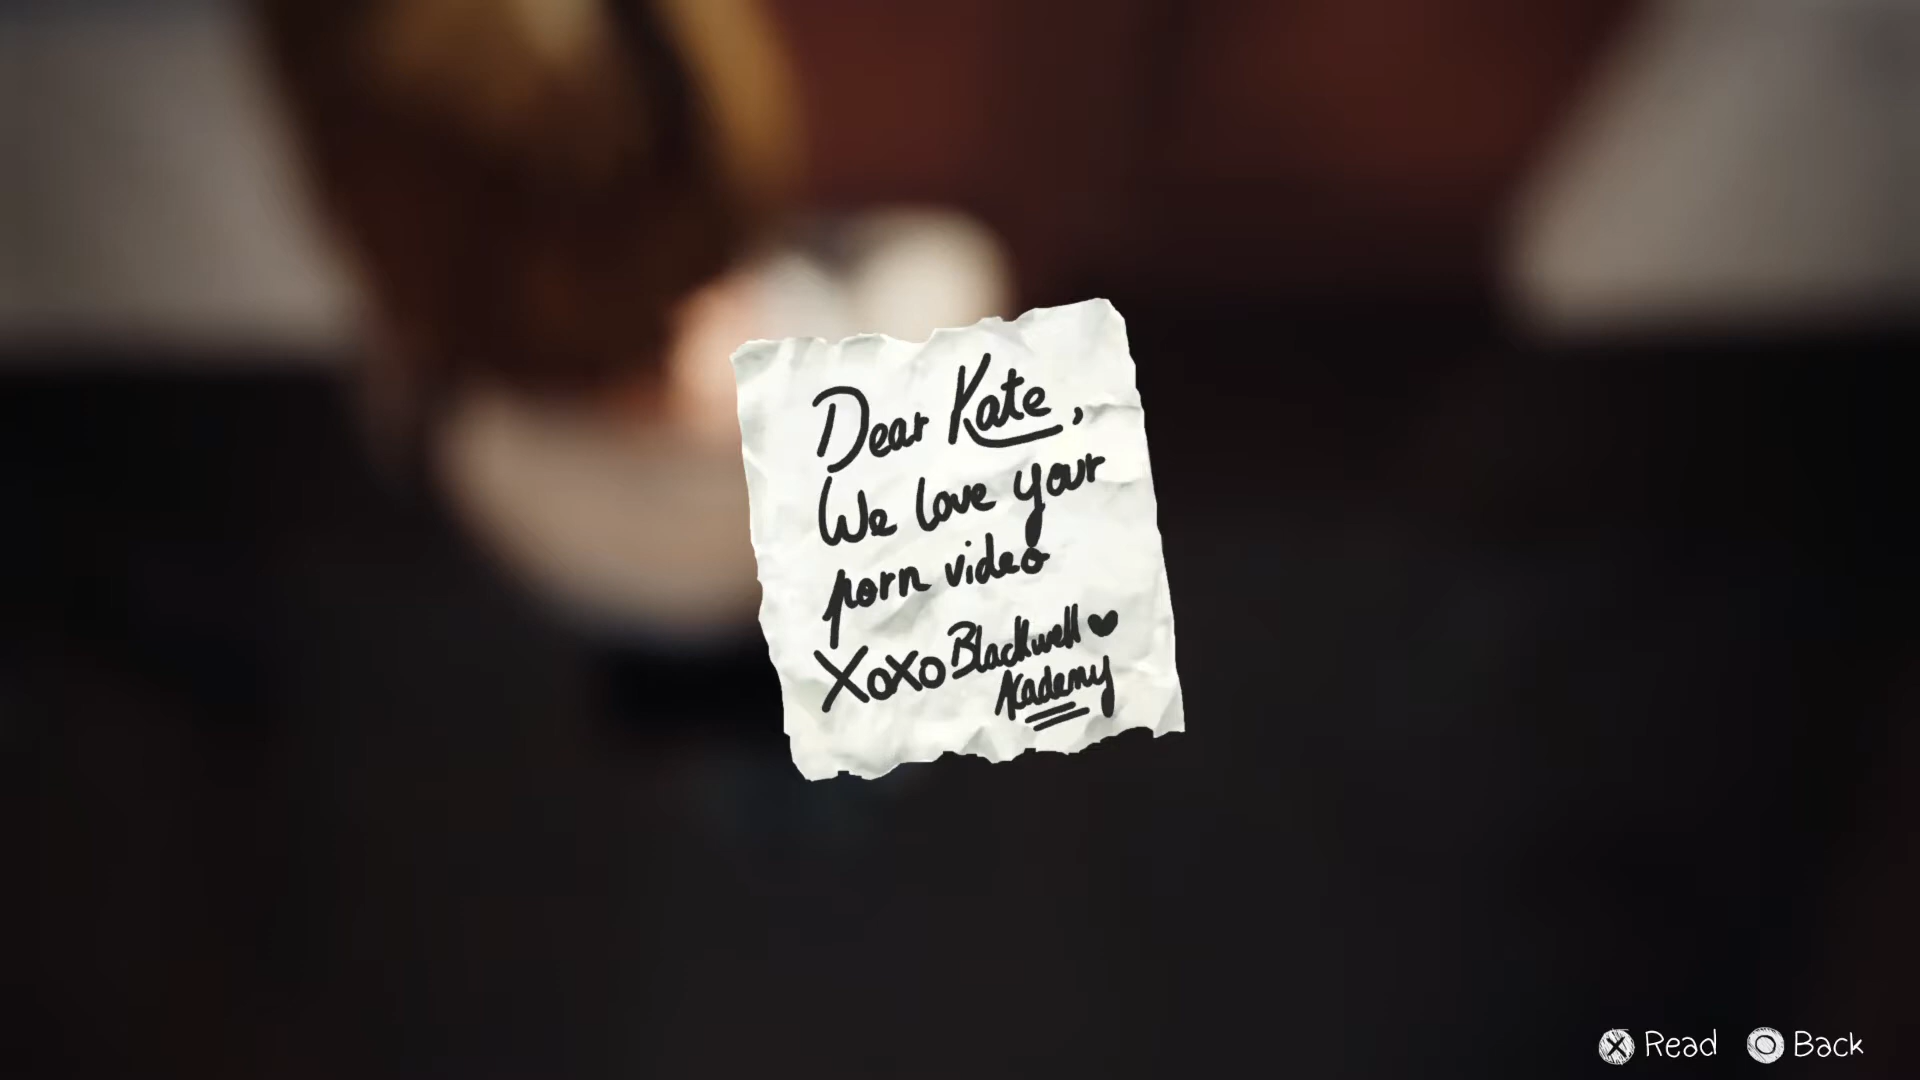 Dear Kate,
We love your
porn video
XoXo Blackwell ♥
Academy
Read Back